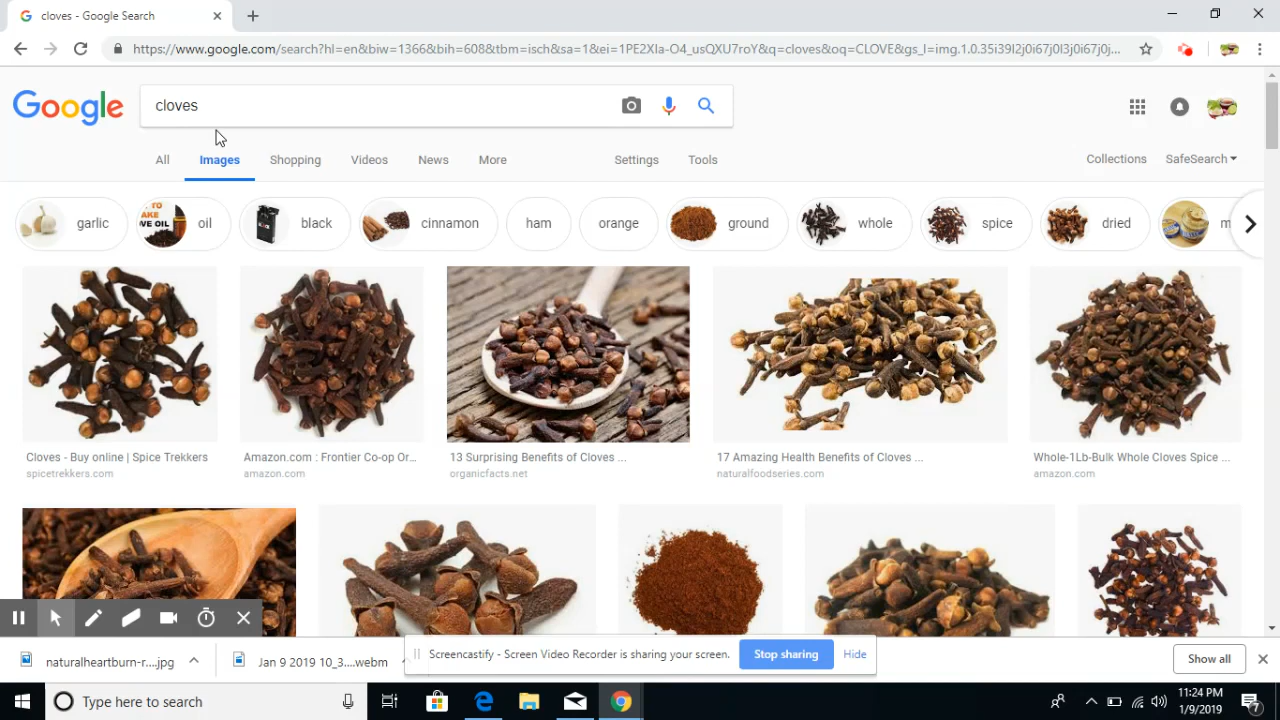 cloves - Google Search
https://www.google.com/search?hl=en&biw=1366&bih=608&tbm=isch&sa=1&ei=1PE2XIa-O4_usQXU7roY&q=cloves&oq=CLOVE&gs_l=img.1.0.35i39l2j0i67j0l3j0i67j0j...
Google
cloves
All Images Shopping Videos News More Settings Tools Collections SafeSearch
garlic oil black cinnamon ham orange ground whole spice dried m
Cloves - Buy online | Spice Trekkers
spicetrekkers.com
Amazon.com : Frontier Co-op Or...
amazon.com
13 Surprising Benefits of Cloves ...
organicfacts.net
17 Amazing Health Benefits of Cloves ...
naturalfoodseries.com
Whole-1Lb-Bulk Whole Cloves Spice ...
amazon.com
naturalheartburn-r....jpg
Jan 9 2019 10_3....webm
Screencastify - Screen Video Recorder is sharing your screen.
Stop sharing
Hide
Show all
Type here to search
11:24 PM
1/9/2019
7